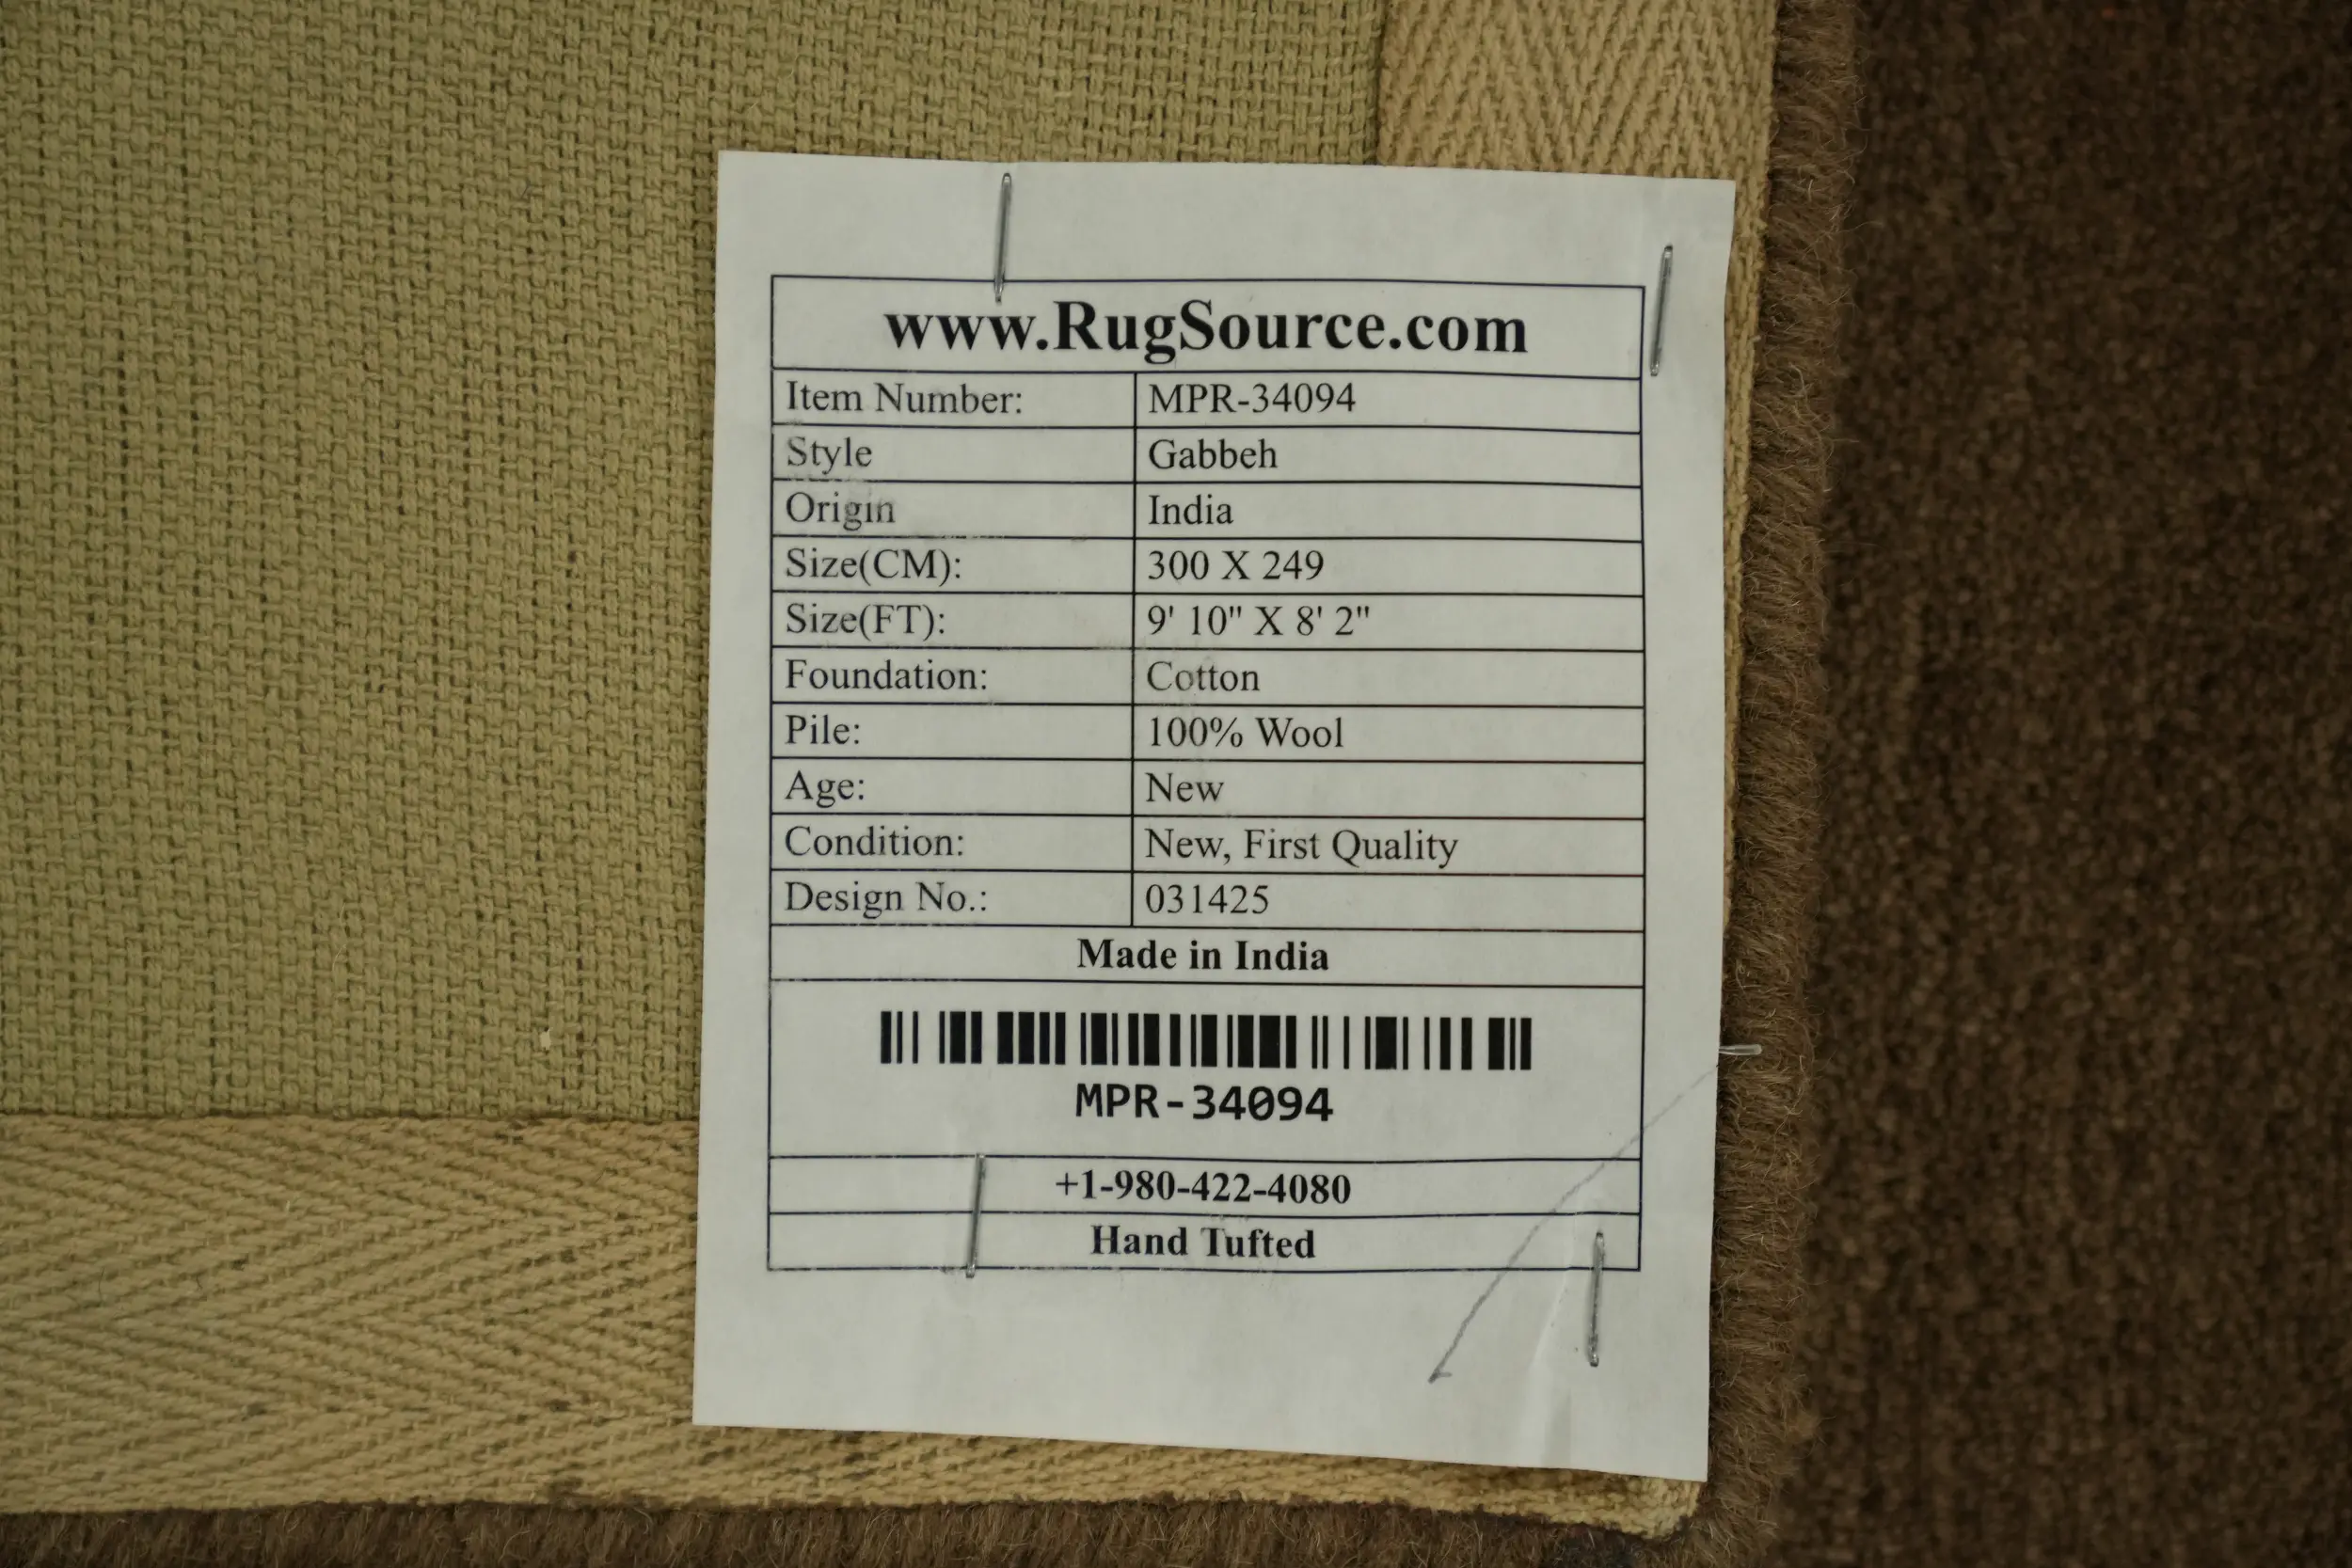 www.RugSource.com
Item Number: MPR-34094
Style Gabbeh
Origin India
Size(CM): 300 X 249
Size(FT): 9' 10" X 8' 2"
Foundation: Cotton
Pile: 100% Wool
Age: New
Condition: New, First Quality
Design No.: 031425
Made in India
MPR-34094
+1-980-422-4080
Hand Tufted